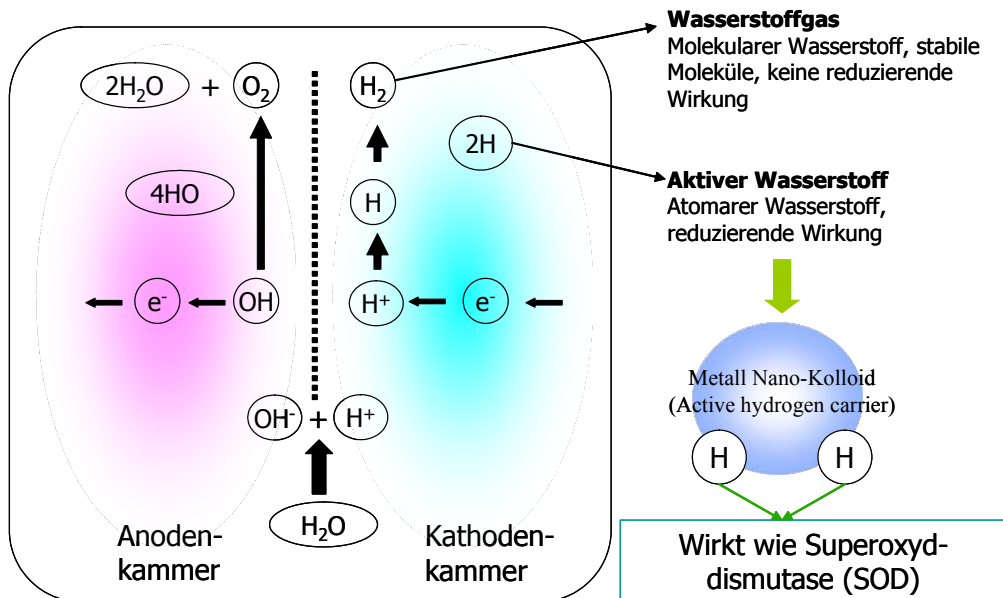 Wasserstoffgas
Molekularer Wasserstoff, stabile
Moleküle, keine reduzierende
Wirkung
2H₂O + O₂
H₂
2H
4HO
H
Aktiver Wasserstoff
Atomarer Wasserstoff,
reduzierende Wirkung
e⁻
OH
H⁺
e⁻
Metall Nano-Kolloid
(Active hydrogen carrier)
OH⁻ + H⁺
H
H
H₂O
Anoden-
kammer
Kathoden-
kammer
Wirkt wie Superoxyd-
dismutase (SOD)